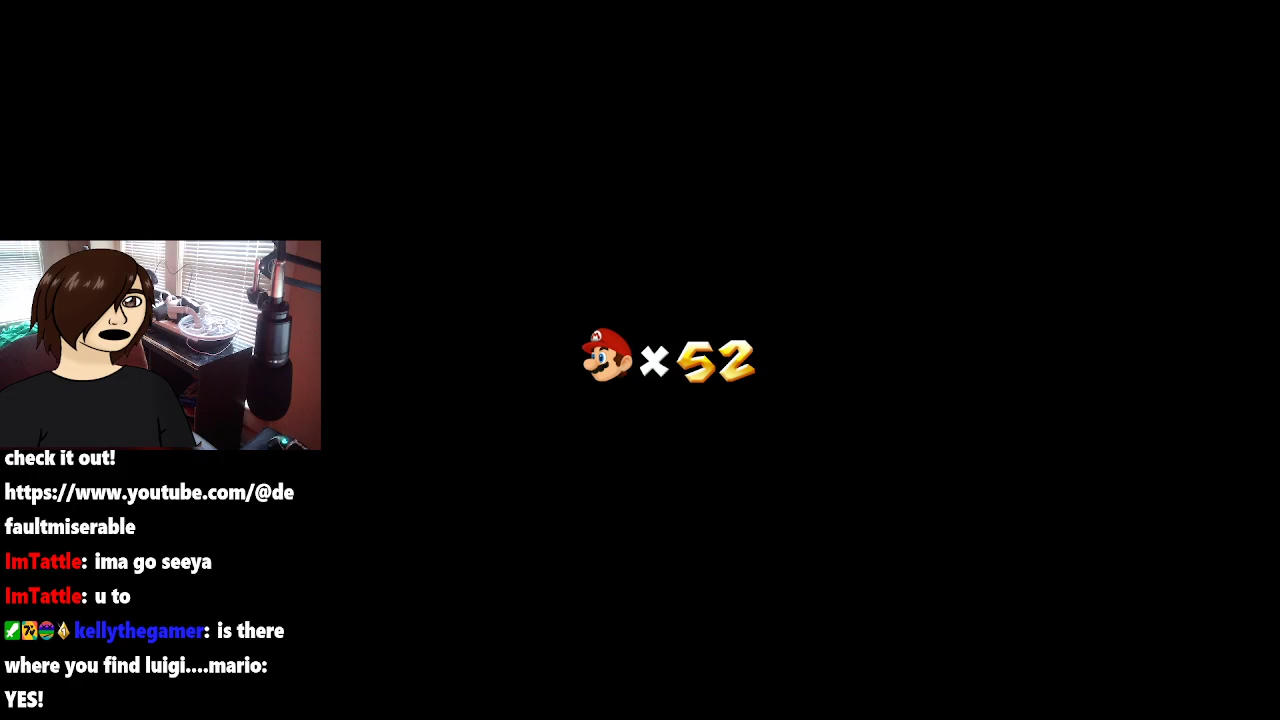 ×52
check it out!
https://www.youtube.com/@de
faultmiserable
ImTattle: ima go seeya
ImTattle: u to
kellythegamer: is there
where you find luigi....mario:
YES!